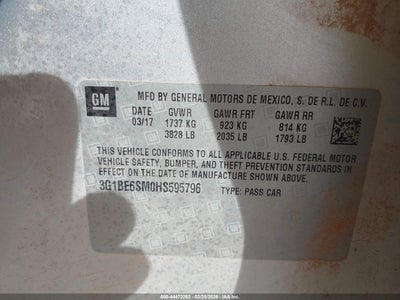 GM
MFD BY GENERAL MOTORS DE MEXICO, S. DE R.L. DE C.V.
DATE GVWR GAWR FRT GAWR RR
03/17 1737 KG 923 KG 814 KG
3828 LB 2035 LB 1793 LB
THIS VEHICLE CONFORMS TO ALL APPLICABLE U.S. FEDERAL MOTOR
VEHICLE SAFETY, BUMPER, AND THEFT PREVENTION STANDARDS IN
EFFECT ON THE DATE OF MANUFACTURE SHOWN ABOVE.
3G1BE6SM0HS595796 TYPE: PASS CAR